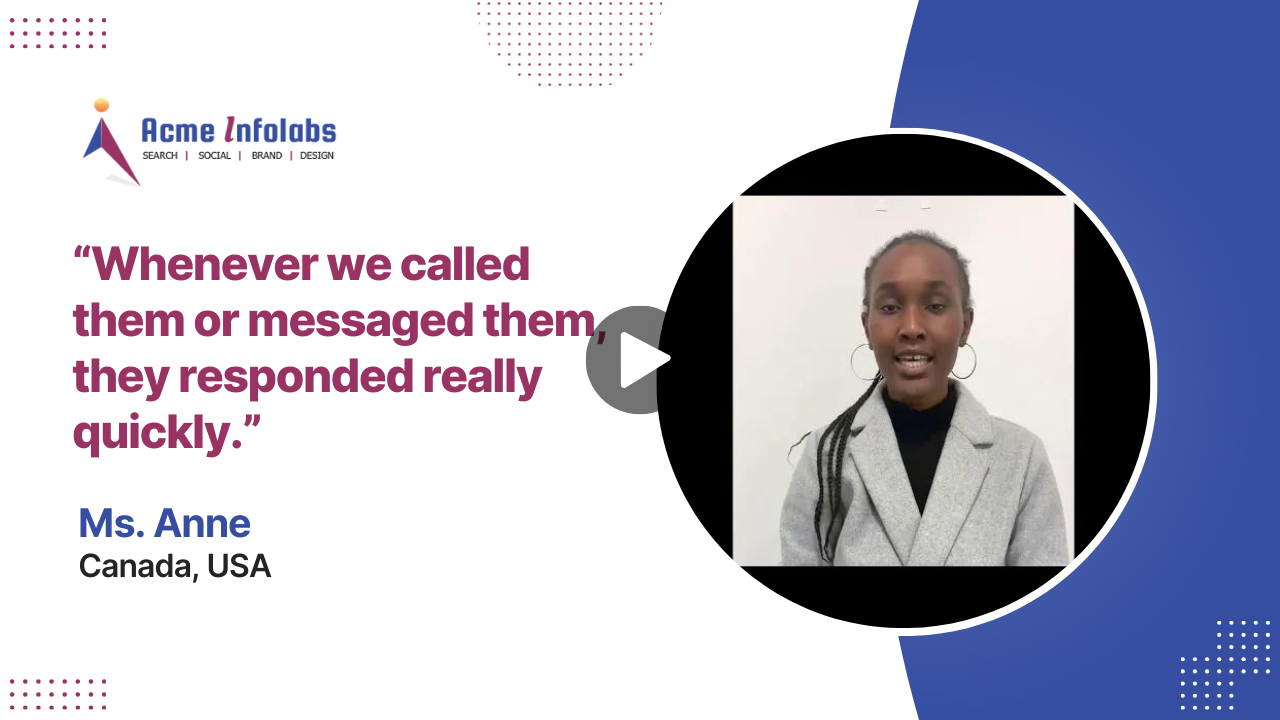 Acme Infolabs
SEARCH | SOCIAL | BRAND | DESIGN
“Whenever we called
them or messaged them,
they responded really
quickly.”
Ms. Anne
Canada, USA